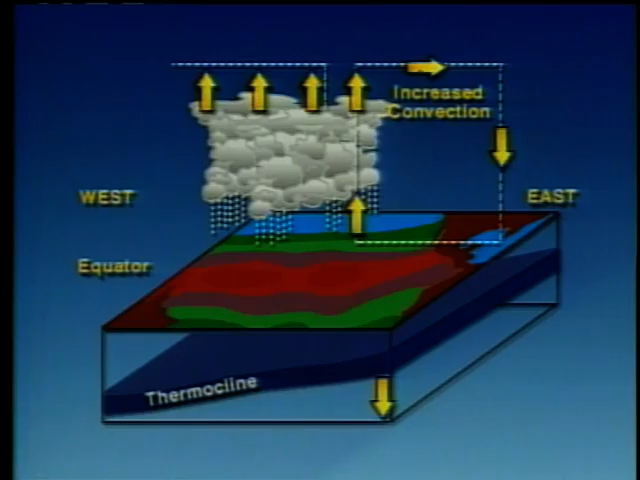 Increased
Convection
WEST
EAST
Equator
Thermocline